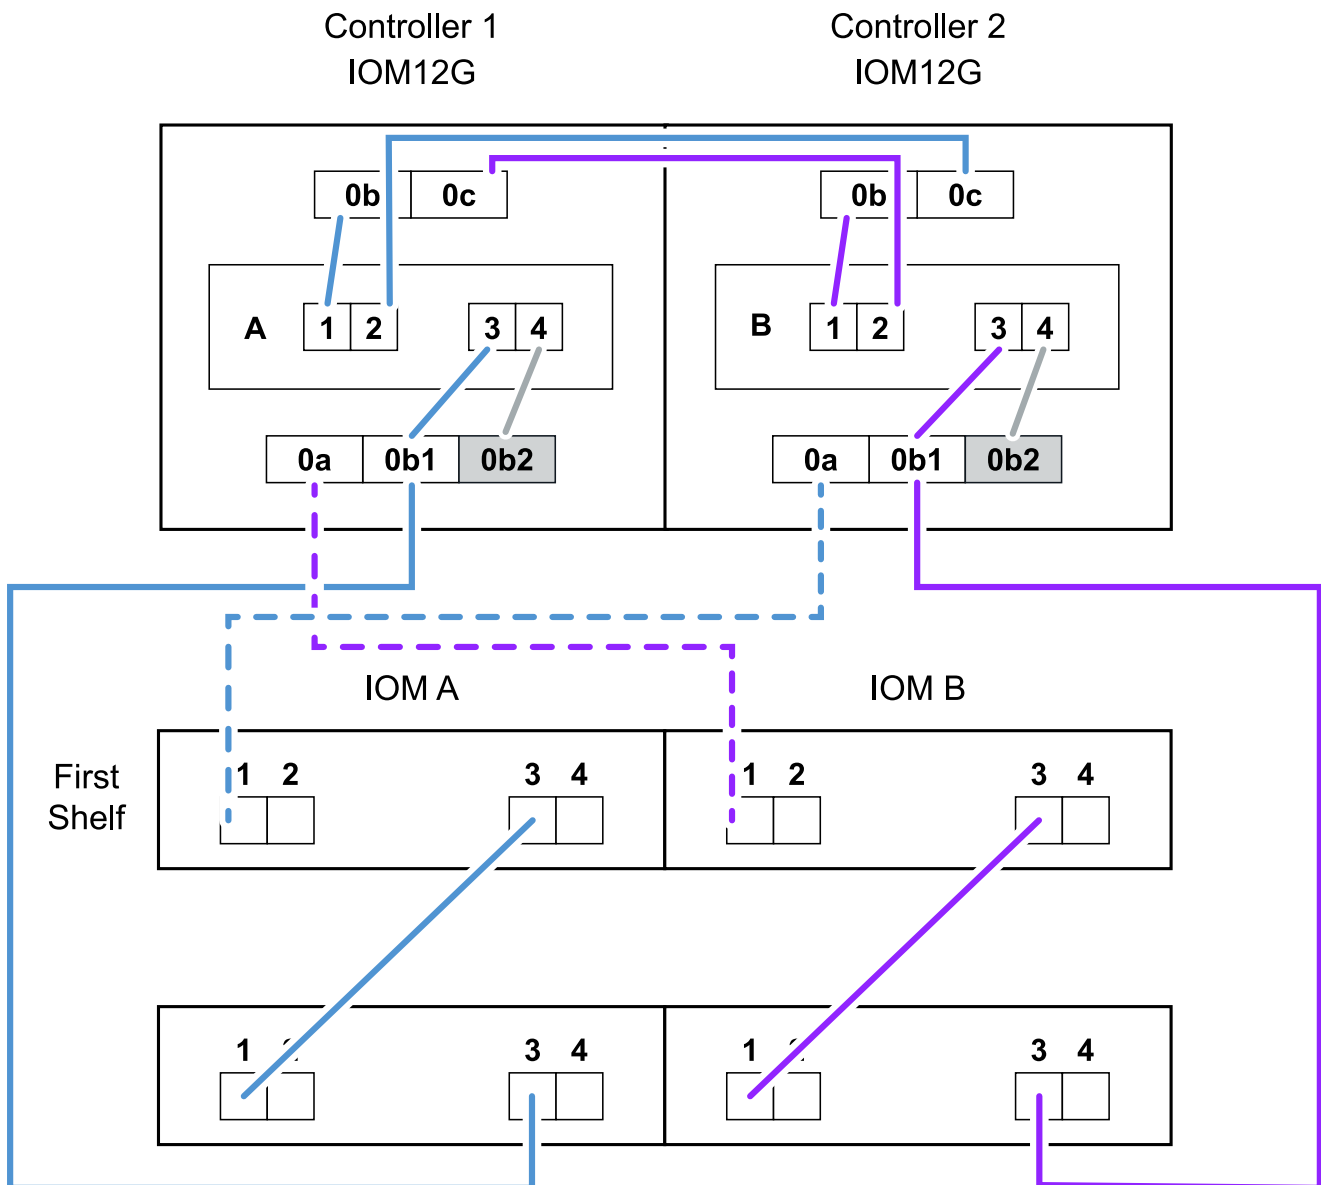 Controller 1 Controller 2
IOM12G IOM12G
0b 0c 0b 0c
A 1 2 3 4 B 1 2 3 4
0a 0b1 0b2 0a 0b1 0b2
IOM A IOM B
First
Shelf
1 2 3 4 1 2 3 4
1 3 4 1 3 4